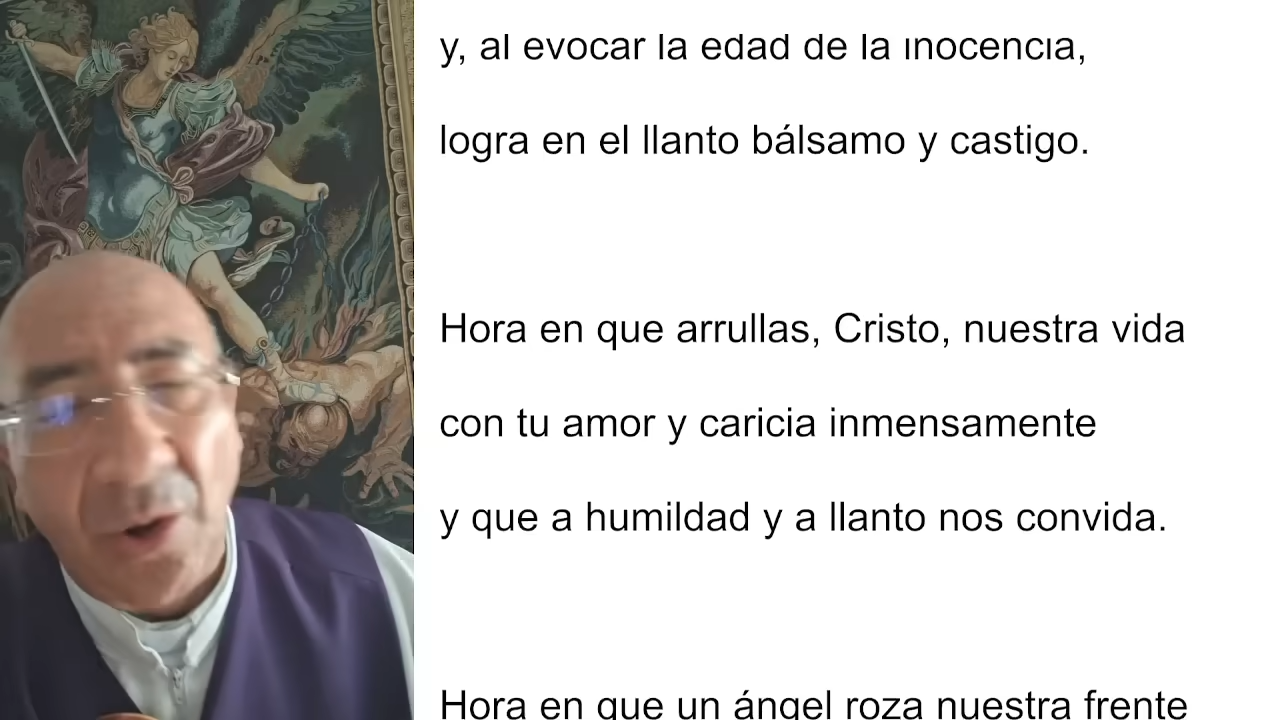 y, al evocar la edad de la inocencia,
logra en el llanto bálsamo y castigo.
Hora en que arrullas, Cristo, nuestra vida
con tu amor y caricia inmensamente
y que a humildad y a llanto nos convida.
Hora en que un ángel roza nuestra frente